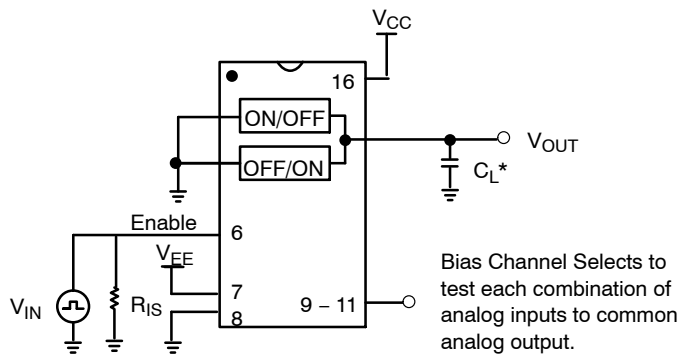 V_CC
16
ON/OFF
V_OUT
OFF/ON
C_L*
Enable
6
V_EE
Bias Channel Selects to
test each combination of
analog inputs to common
analog output.
V_IN
R_IS
7
9 – 11
8